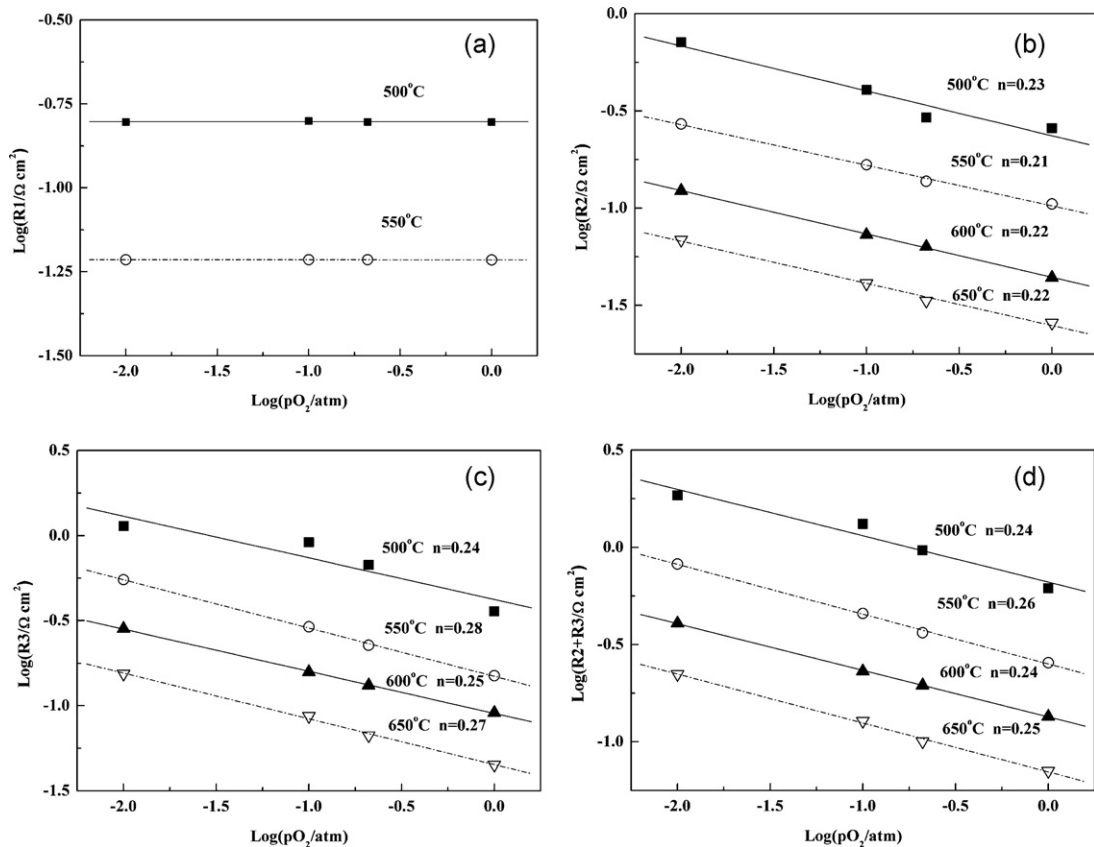 (a)
-0.50
-0.75
-1.00
-1.25
-1.50
Log(R1/Ω cm²)
500°C
550°C
-2.0 -1.5 -1.0 -0.5 0.0
Log(pO₂/atm)
(b)
0.0
-0.5
-1.0
-1.5
Log(R2/Ω cm²)
500°C n=0.23
550°C n=0.21
600°C n=0.22
650°C n=0.22
-2.0 -1.5 -1.0 -0.5 0.0
Log(pO₂/atm)
(c)
0.5
0.0
-0.5
-1.0
-1.5
Log(R3/Ω cm²)
500°C n=0.24
550°C n=0.28
600°C n=0.25
650°C n=0.27
-2.0 -1.5 -1.0 -0.5 0.0
Log(pO₂/atm)
(d)
0.5
0.0
-0.5
-1.0
Log(R2+R3/Ω cm²)
500°C n=0.24
550°C n=0.26
600°C n=0.24
650°C n=0.25
-2.0 -1.5 -1.0 -0.5 0.0
Log(pO₂/atm)